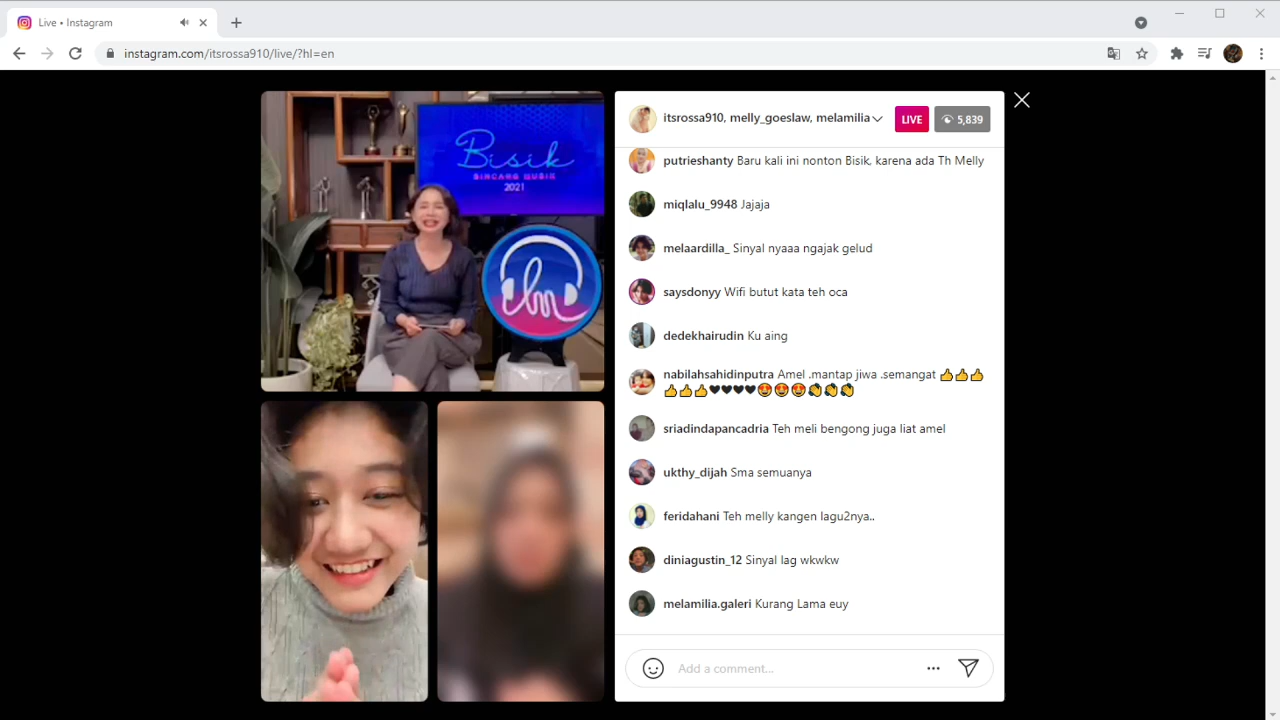 Live • Instagram
instagram.com/itsrossa910/live/?hl=en
Bisik
BINCANG MUSIK
2021
lm
itsrossa910, melly_goeslaw, melamilia
LIVE
5,839
putrieshanty Baru kali ini nonton Bisik, karena ada Th Melly
miqlalu_9948 Jajaja
melaardilla_ Sinyal nyaaa ngajak gelud
saysdonyy Wifi butut kata teh oca
dedekhairudin Ku aing
nabilahsahidinputra Amel .mantap jiwa .semangat 👍👍👍
👍👍👍🖤🖤🖤🖤😍😍😍👏👏👏
sriadindapancadria Teh meli bengong juga liat amel
ukthy_dijah Sma semuanya
feridahani Teh melly kangen lagu2nya..
diniagustin_12 Sinyal lag wkwkw
melamilia.galeri Kurang Lama euy
Add a comment...